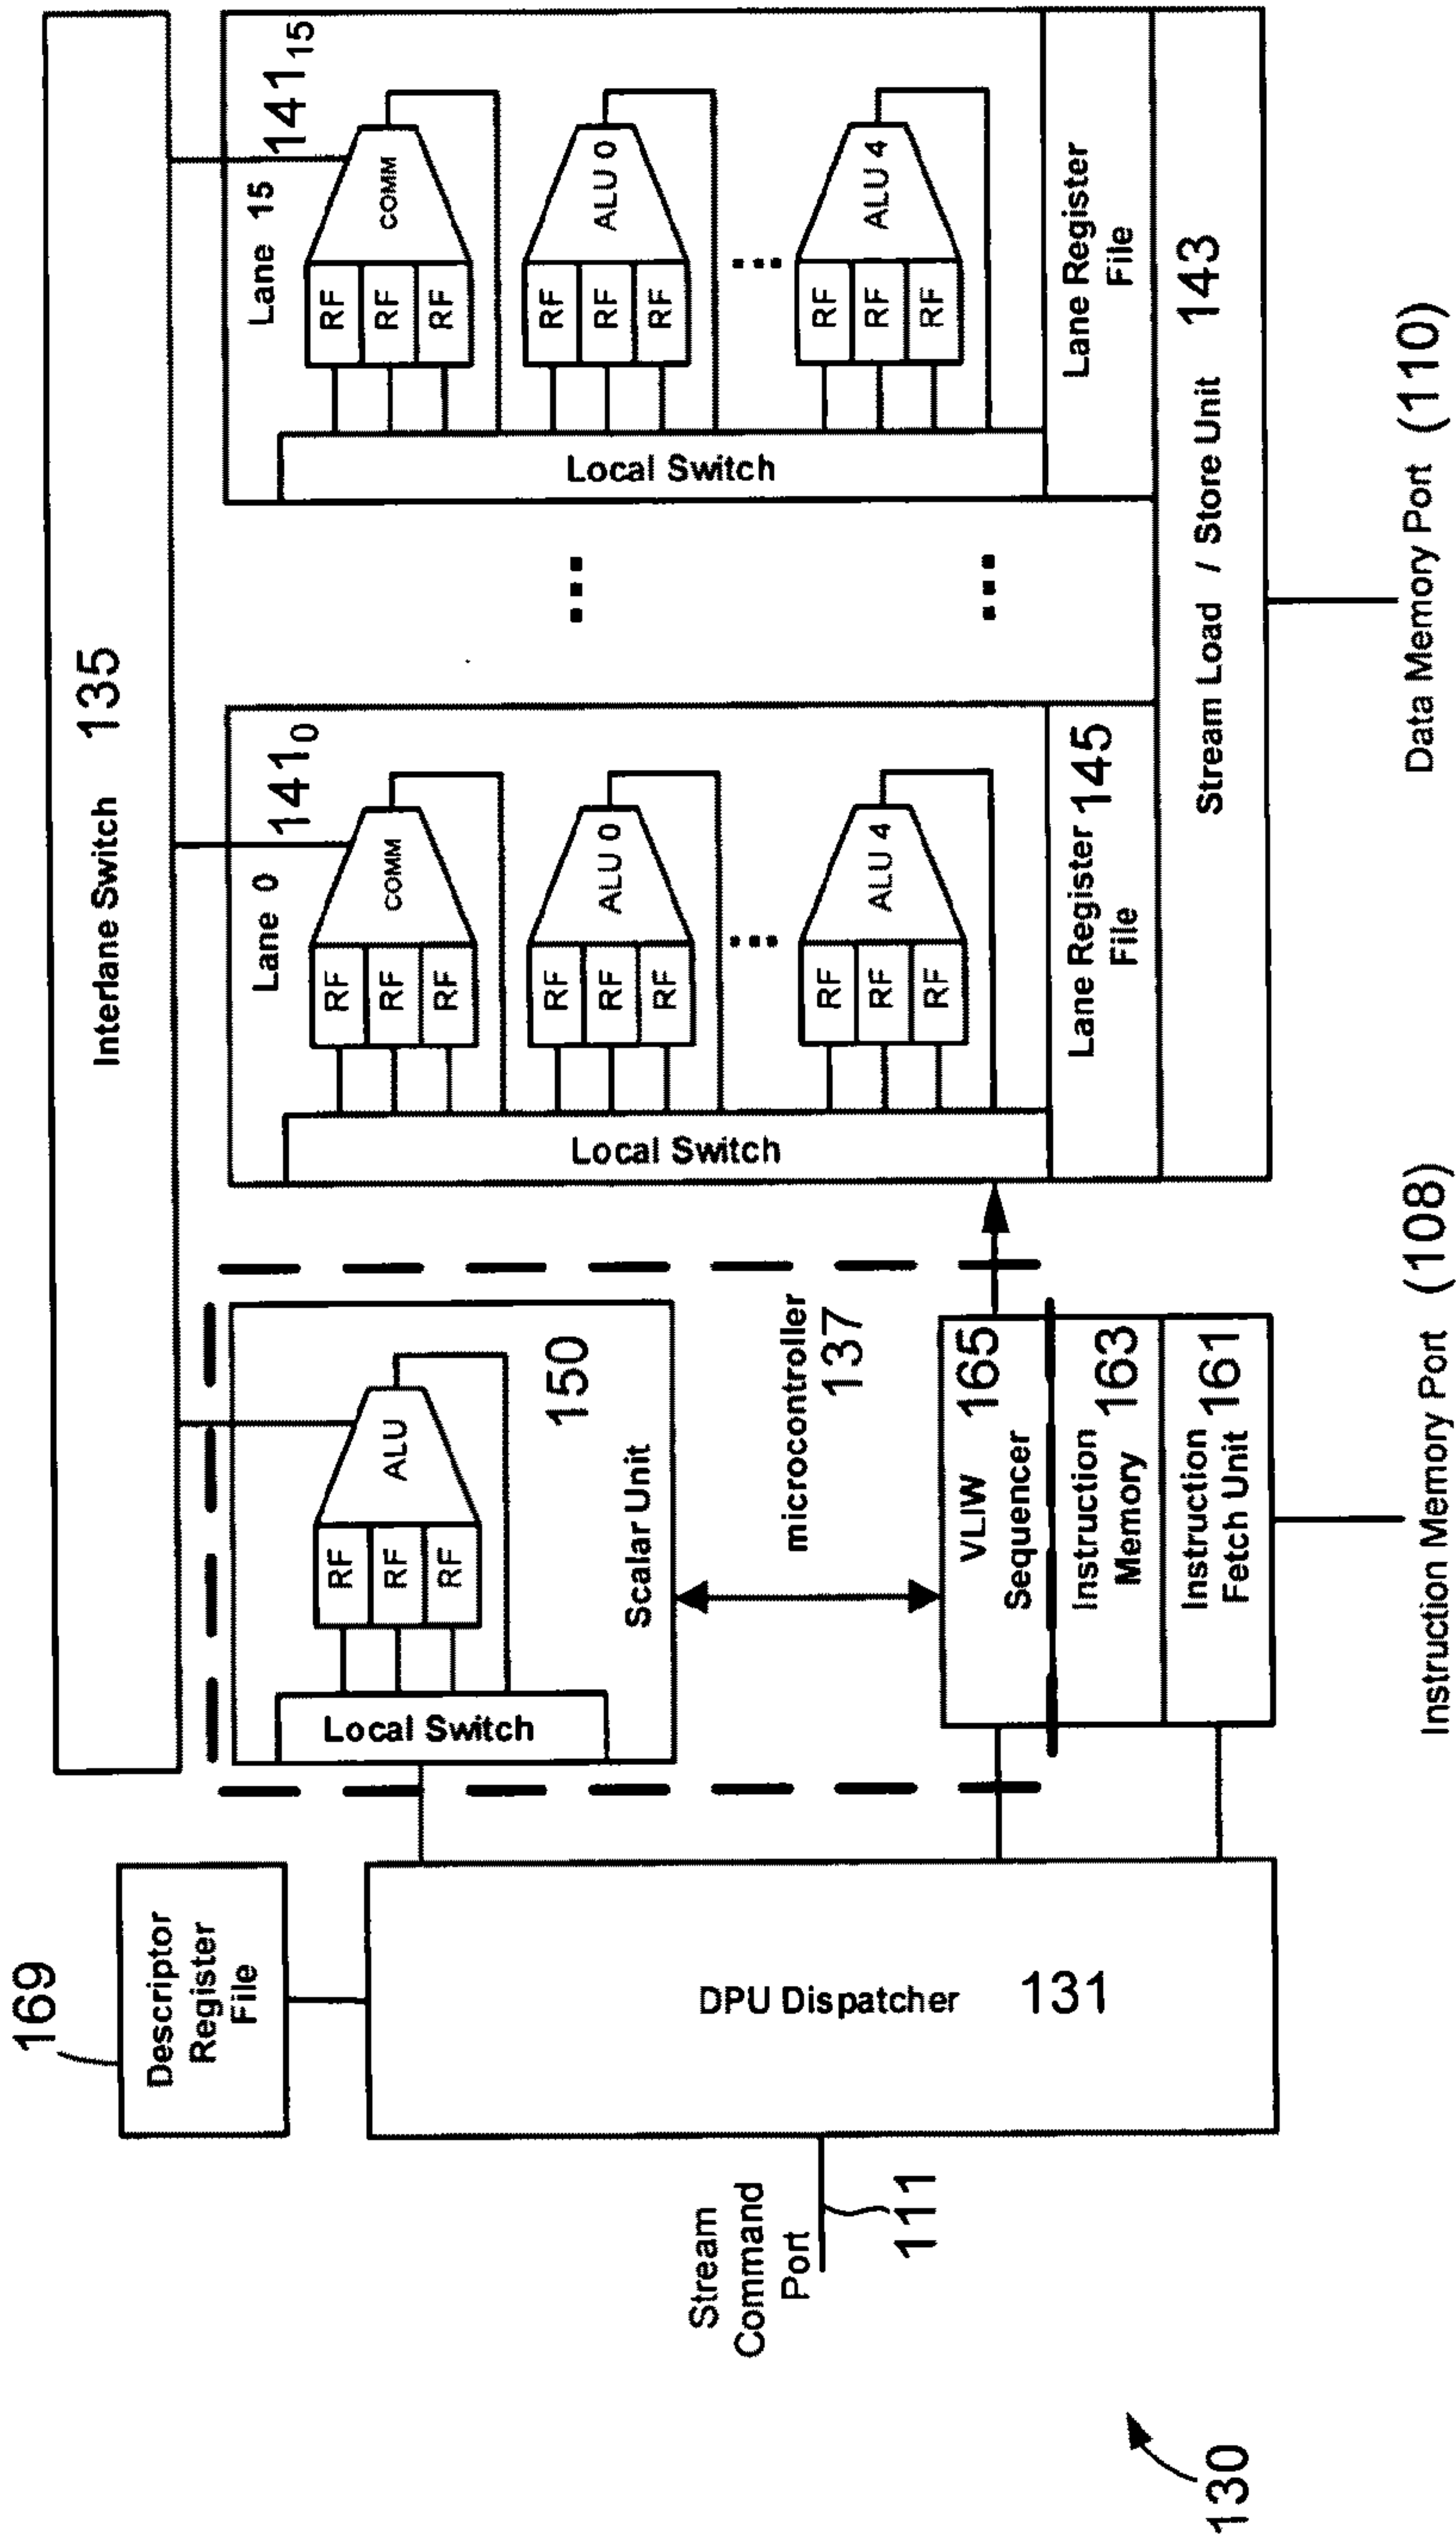 Interlane Switch 135
169
Descriptor
Register
File
Stream
Command
Port
111
DPU Dispatcher 131
Local Switch
RF
RF
RF
ALU
150
Scalar Unit
microcontroller
137
VLIW 165
Sequencer
Instruction
Memory 163
Instruction
Fetch Unit 161
Instruction Memory Port (108)
Lane 0 141₀
RF
RF
RF
COMM
RF
RF
RF
ALU 0
...
RF
RF
RF
ALU 4
Local Switch
Lane Register
File 145
...
...
Lane 15 141₁₅
RF
RF
RF
COMM
RF
RF
RF
ALU 0
...
RF
RF
RF
ALU 4
Local Switch
Lane Register
File
Stream Load / Store Unit 143
Data Memory Port (110)
130